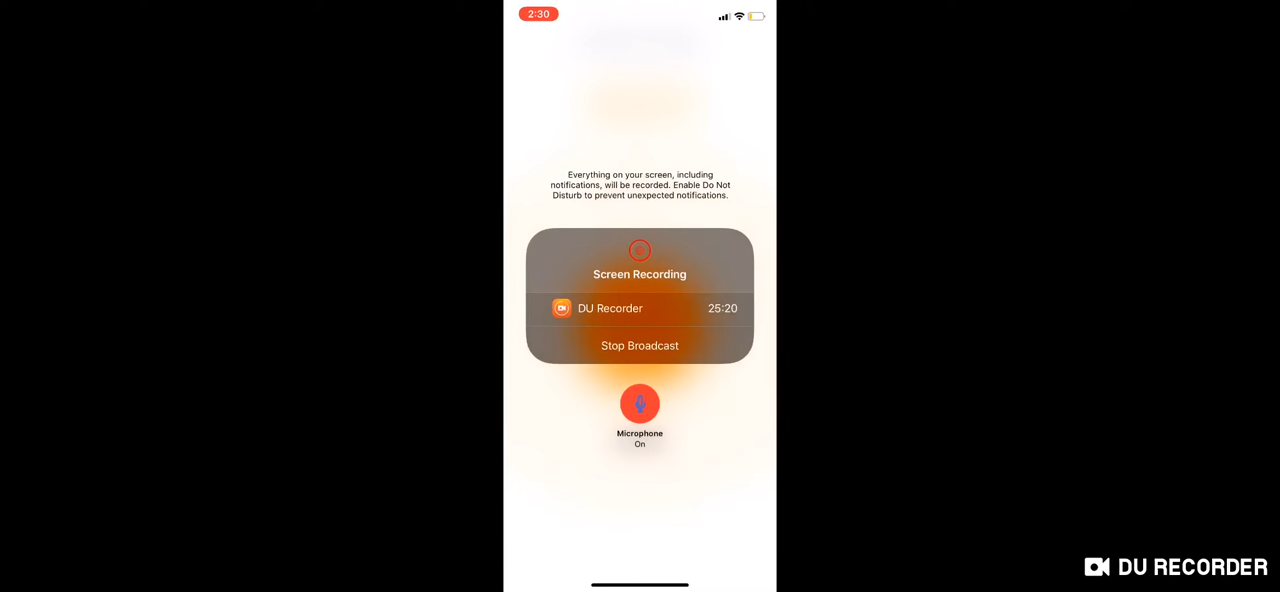 2:30
Everything on your screen, including
notifications, will be recorded. Enable Do Not
Disturb to prevent unexpected notifications.
Screen Recording
DU Recorder 25:20
Stop Broadcast
Microphone
On
DU RECORDER